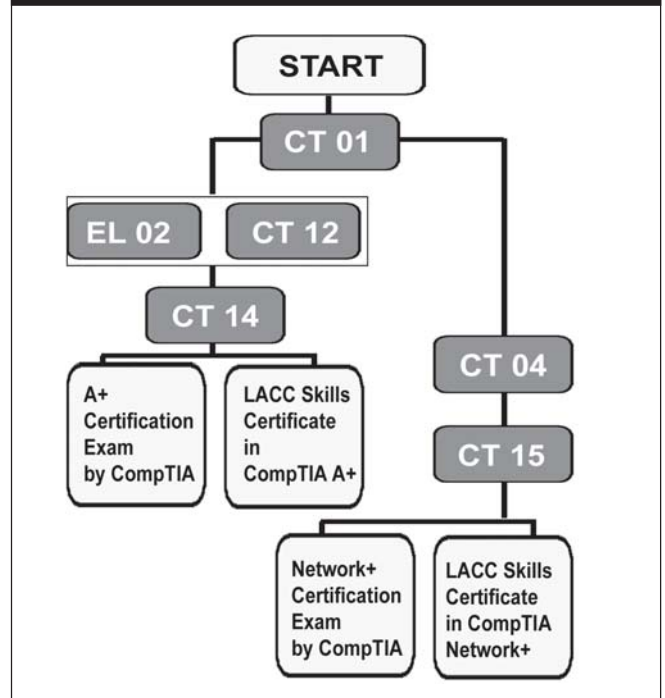 START
CT 01
EL 02
CT 12
CT 14
A+
Certification
Exam
by CompTIA
LACC Skills
Certificate
in
CompTIA A+
CT 04
CT 15
Network+
Certification
Exam
by CompTIA
LACC Skills
Certificate
in CompTIA
Network+